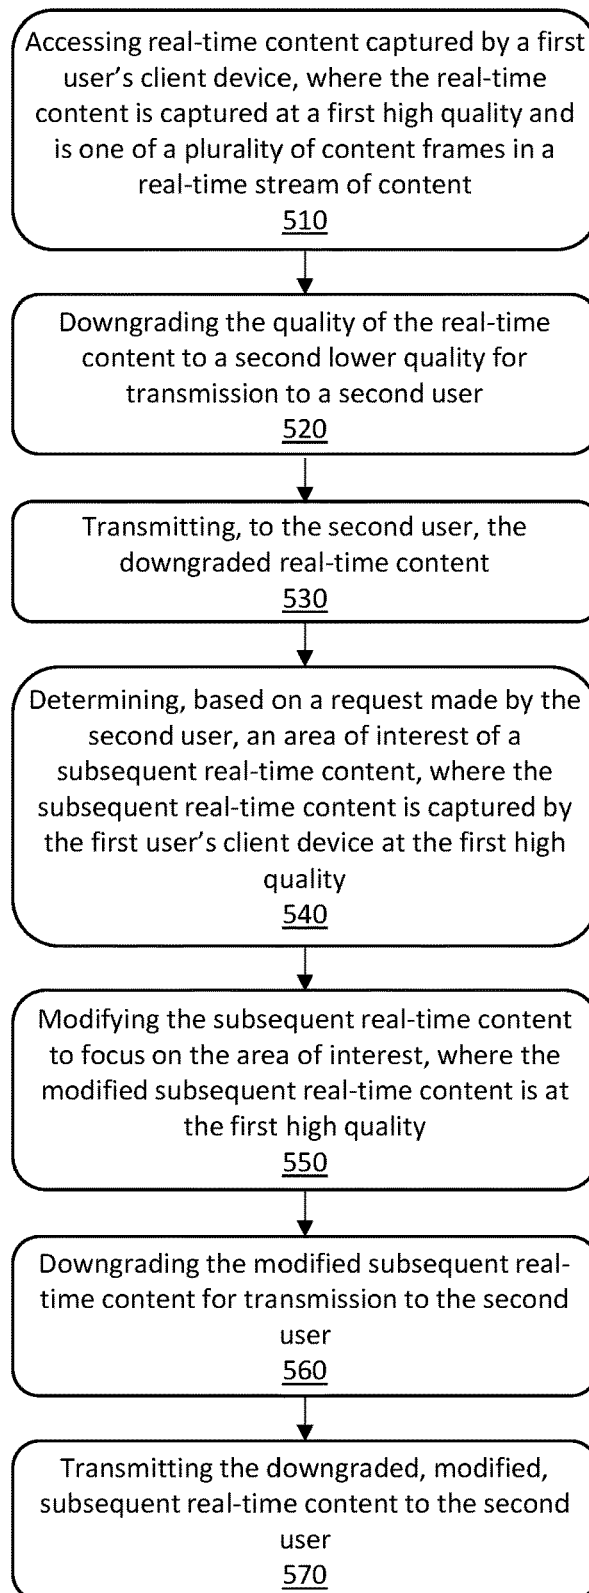 Accessing real-time content captured by a first
user's client device, where the real-time
content is captured at a first high quality and
is one of a plurality of content frames in a
real-time stream of content
510
Downgrading the quality of the real-time
content to a second lower quality for
transmission to a second user
520
Transmitting, to the second user, the
downgraded real-time content
530
Determining, based on a request made by the
second user, an area of interest of a
subsequent real-time content, where the
subsequent real-time content is captured by
the first user's client device at the first high
quality
540
Modifying the subsequent real-time content
to focus on the area of interest, where the
modified subsequent real-time content is at
the first high quality
550
Downgrading the modified subsequent real-
time content for transmission to the second
user
560
Transmitting the downgraded, modified,
subsequent real-time content to the second
user
570